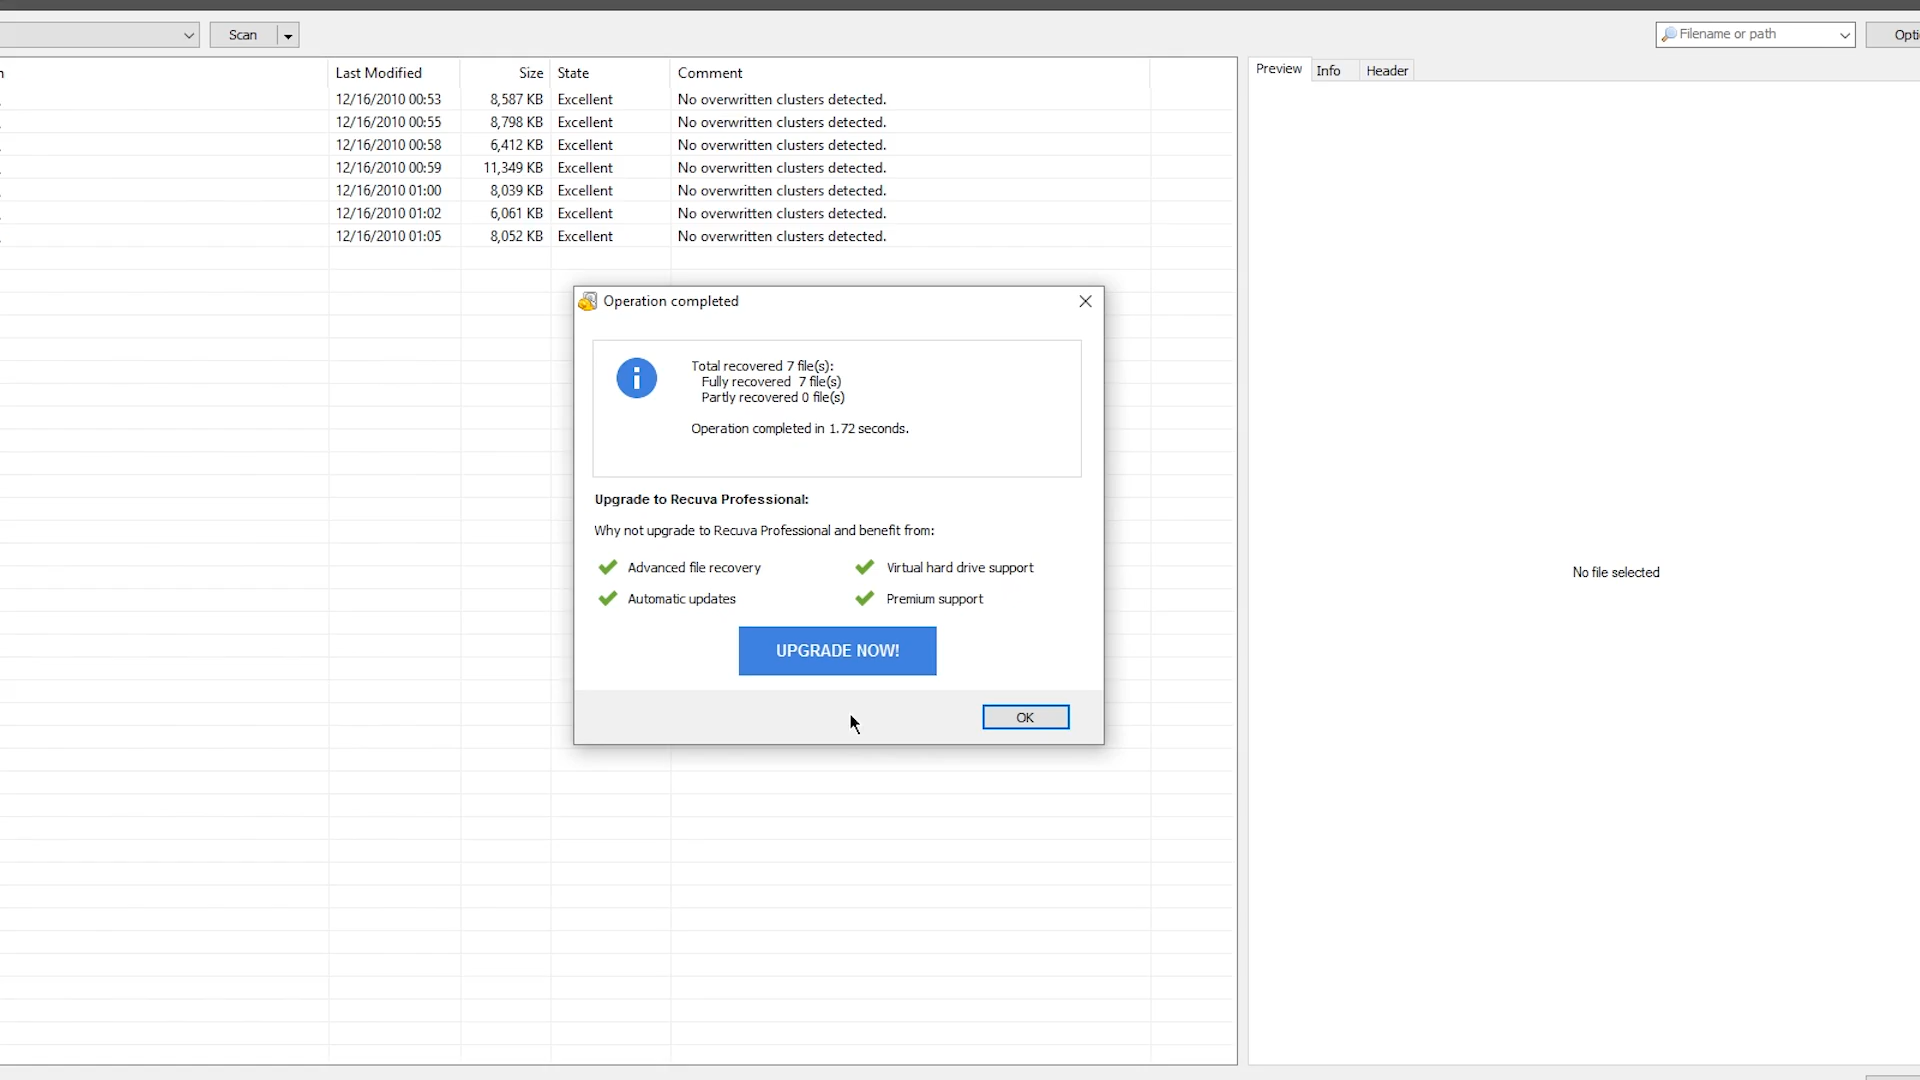 Scan
Filename or path
Opti
n Last Modified Size State Comment
12/16/2010 00:53 8,587 KB Excellent No overwritten clusters detected.
12/16/2010 00:55 8,798 KB Excellent No overwritten clusters detected.
12/16/2010 00:58 6,412 KB Excellent No overwritten clusters detected.
12/16/2010 00:59 11,349 KB Excellent No overwritten clusters detected.
12/16/2010 01:00 8,039 KB Excellent No overwritten clusters detected.
12/16/2010 01:02 6,061 KB Excellent No overwritten clusters detected.
12/16/2010 01:05 8,052 KB Excellent No overwritten clusters detected.
Preview Info Header
No file selected
Operation completed
Total recovered 7 file(s):
Fully recovered 7 file(s)
Partly recovered 0 file(s)
Operation completed in 1.72 seconds.
Upgrade to Recuva Professional:
Why not upgrade to Recuva Professional and benefit from:
Advanced file recovery Virtual hard drive support
Automatic updates Premium support
UPGRADE NOW!
OK